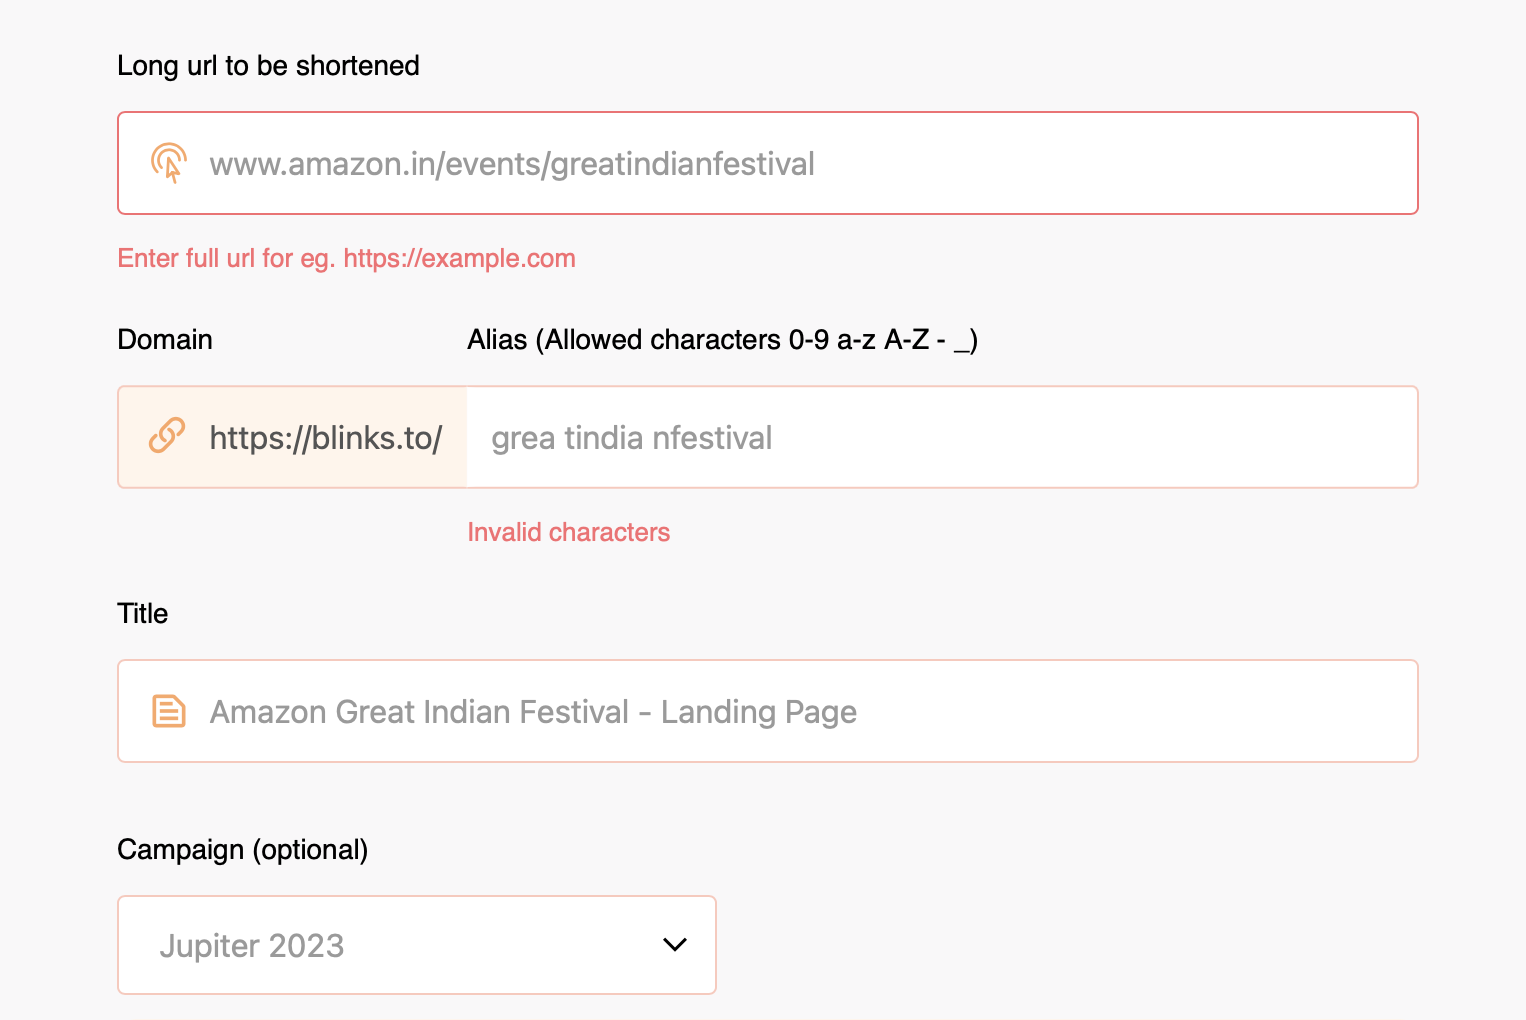 Long url to be shortened
www.amazon.in/events/greatindianfestival
Enter full url for eg. https://example.com
Domain
Alias (Allowed characters 0-9 a-z A-Z - _)
https://blinks.to/
grea tindia nfestival
Invalid characters
Title
Amazon Great Indian Festival - Landing Page
Campaign (optional)
Jupiter 2023